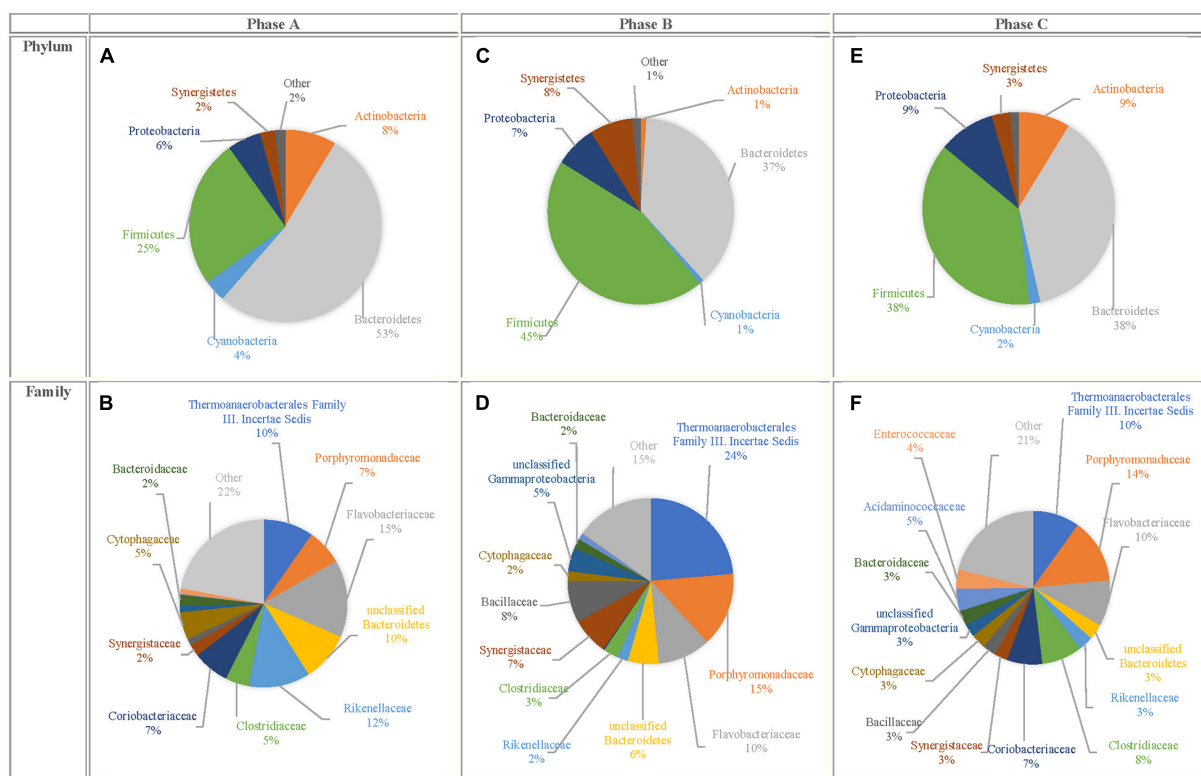 Phase A
Phase B
Phase C
Phylum
A
Other
2%
Synergistetes
2%
Actinobacteria
8%
Proteobacteria
6%
Firmicutes
25%
Bacteroidetes
53%
Cyanobacteria
4%
C
Other
1%
Synergistetes
8%
Actinobacteria
1%
Proteobacteria
7%
Bacteroidetes
37%
Cyanobacteria
1%
Firmicutes
45%
E
Synergistetes
3%
Actinobacteria
9%
Proteobacteria
9%
Firmicutes
38%
Bacteroidetes
38%
Cyanobacteria
2%
Family
B
Thermoanaerobacterales Family
III. Incertae Sedis
10%
Porphyromonadaceae
7%
Bacteroidaceae
2%
Other
22%
Flavobacteriaceae
15%
Cytophagaceae
5%
unclassified
Bacteroidetes
10%
Synergistaceae
2%
Rikenellaceae
12%
Coriobacteriaceae
7%
Clostridiaceae
5%
D
Bacteroidaceae
2%
Other
15%
Thermoanaerobacterales
Family III. Incertae Sedis
24%
unclassified
Gammaproteobacteria
5%
Cytophagaceae
2%
Bacillaceae
8%
Synergistaceae
7%
Porphyromonadaceae
15%
Clostridiaceae
3%
unclassified
Bacteroidetes
6%
Flavobacteriaceae
10%
Rikenellaceae
2%
F
Thermoanaerobacterales
Family III. Incertae Sedis
10%
Other
21%
Enterococcaceae
4%
Porphyromonadaceae
14%
Acidaminococcaceae
5%
Flavobacteriaceae
10%
Bacteroidaceae
3%
unclassified
Gammaproteobacteria
3%
unclassified
Bacteroidetes
3%
Cytophagaceae
3%
Rikenellaceae
3%
Bacillaceae
3%
Synergistaceae
3%
Coriobacteriaceae
7%
Clostridiaceae
8%